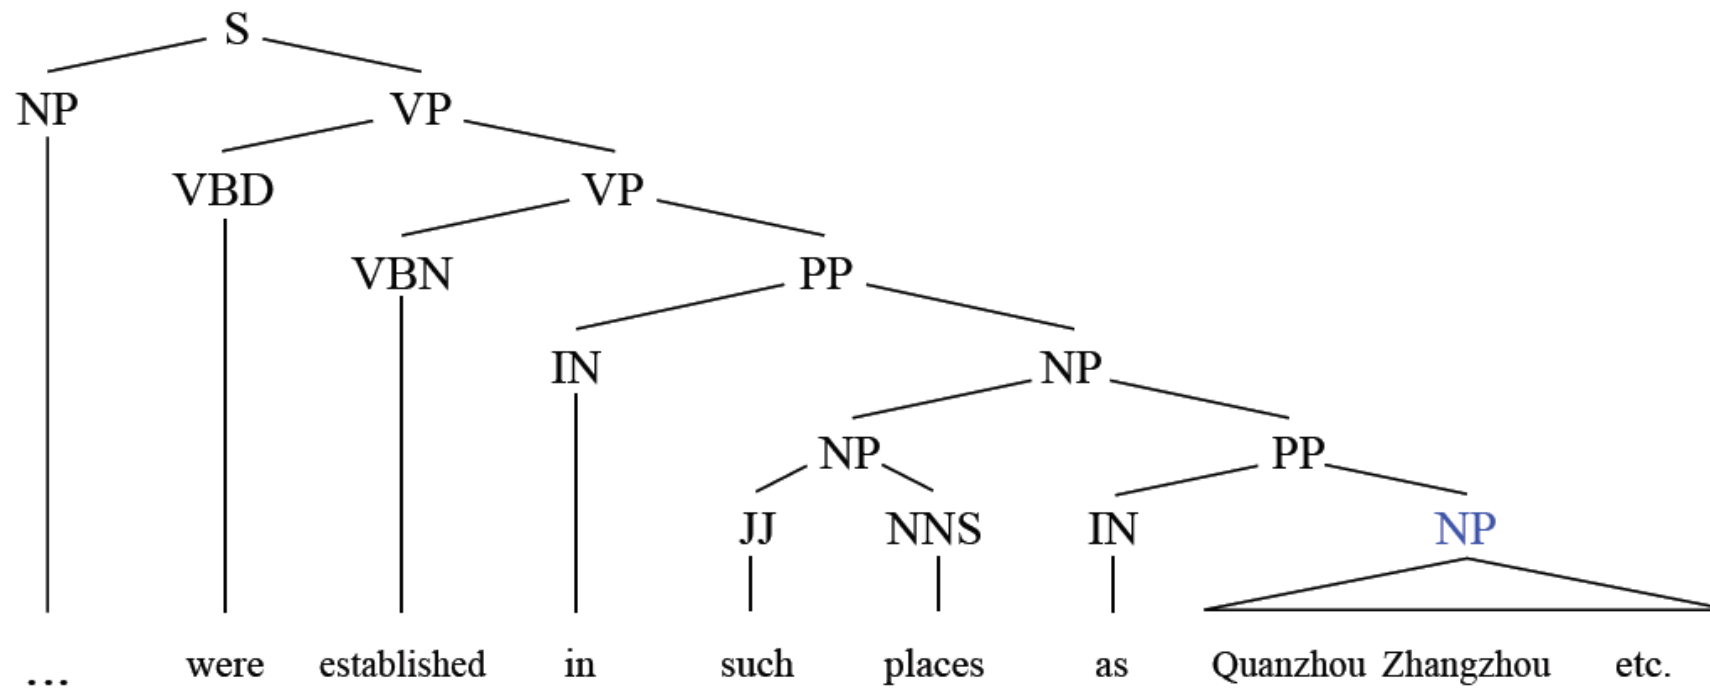 S
NP VP
VBD VP
VBN PP
IN NP
NP PP
JJ NNS IN NP
... were established in such places as Quanzhou Zhangzhou etc.